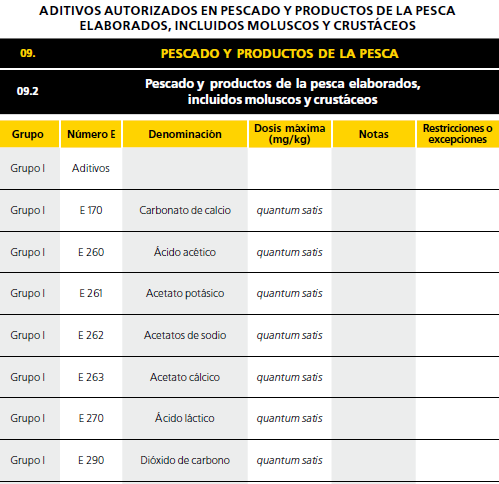 ADITIVOS AUTORIZADOS EN PESCADO Y PRODUCTOS DE LA PESCA
ELABORADOS, INCLUIDOS MOLUSCOS Y CRUSTÁCEOS
09. PESCADO Y PRODUCTOS DE LA PESCA
09.2 Pescado y productos de la pesca elaborados,
incluidos moluscos y crustáceos
Grupo Número E Denominación Dosis máxima (mg/kg) Notas Restricciones o excepciones
Grupo I Aditivos
Grupo I E 170 Carbonato de calcio quantum satis
Grupo I E 260 Ácido acético quantum satis
Grupo I E 261 Acetato potásico quantum satis
Grupo I E 262 Acetatos de sodio quantum satis
Grupo I E 263 Acetato cálcico quantum satis
Grupo I E 270 Ácido láctico quantum satis
Grupo I E 290 Dióxido de carbono quantum satis